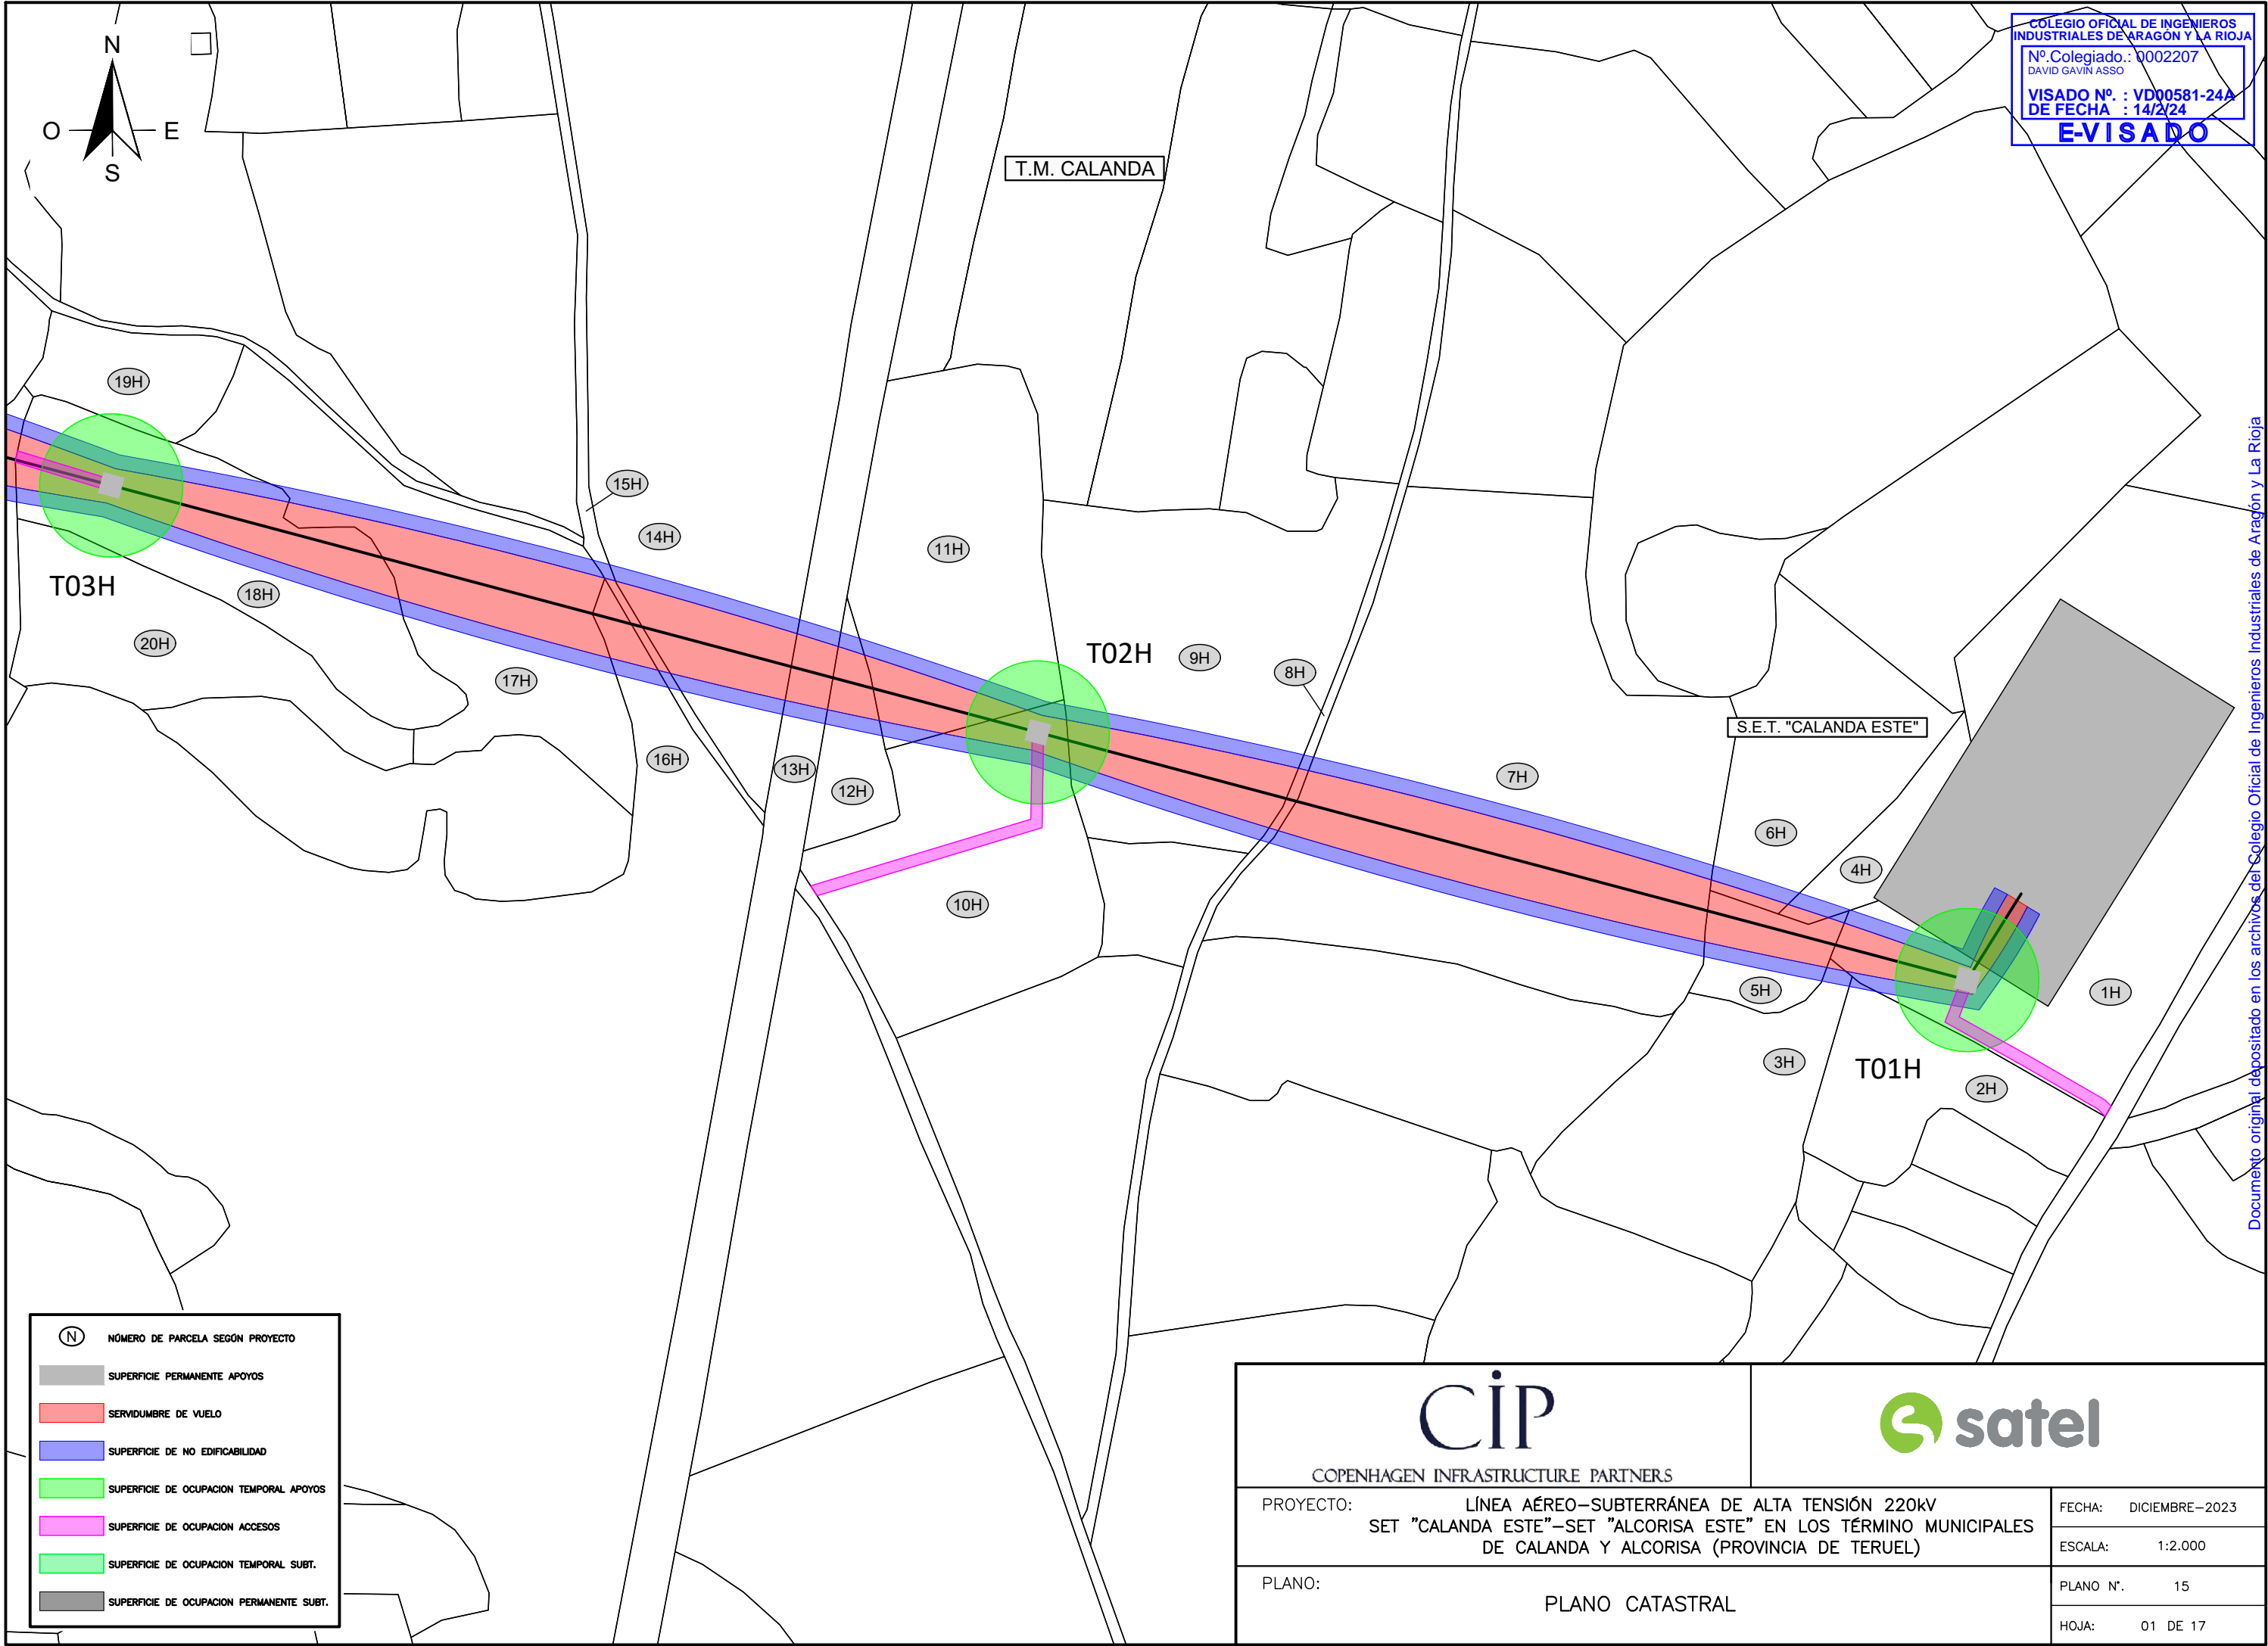 COLEGIO OFICIAL DE INGENIEROS
INDUSTRIALES DE ARAGÓN Y LA RIOJA
Nº.Colegiado.: 0002207
DAVID GAVIN ASSO
VISADO Nº. : VD00581-24A
DE FECHA : 14/2/24
E-VISADO
N
O
E
S
T.M. CALANDA
19H
15H
14H
11H
T03H
18H
20H
T02H
9H
8H
17H
S.E.T. "CALANDA ESTE"
16H
13H
12H
7H
6H
4H
10H
5H
1H
3H
T01H
2H
Documento original depositado en los archivos del Colegio Oficial de Ingenieros Industriales de Aragón y La Rioja
N NÚMERO DE PARCELA SEGÚN PROYECTO
SUPERFICIE PERMANENTE APOYOS
SERVIDUMBRE DE VUELO
SUPERFICIE DE NO EDIFICABILIDAD
SUPERFICIE DE OCUPACION TEMPORAL APOYOS
SUPERFICIE DE OCUPACION ACCESOS
SUPERFICIE DE OCUPACION TEMPORAL SUBT.
SUPERFICIE DE OCUPACION PERMANENTE SUBT.
CIP
COPENHAGEN INFRASTRUCTURE PARTNERS
satel
PROYECTO: LÍNEA AÉREO-SUBTERRÁNEA DE ALTA TENSIÓN 220kV
SET "CALANDA ESTE"-SET "ALCORISA ESTE" EN LOS TÉRMINO MUNICIPALES
DE CALANDA Y ALCORISA (PROVINCIA DE TERUEL)
FECHA: DICIEMBRE-2023
ESCALA: 1:2.000
PLANO:
PLANO CATASTRAL
PLANO N°. 15
HOJA: 01 DE 17